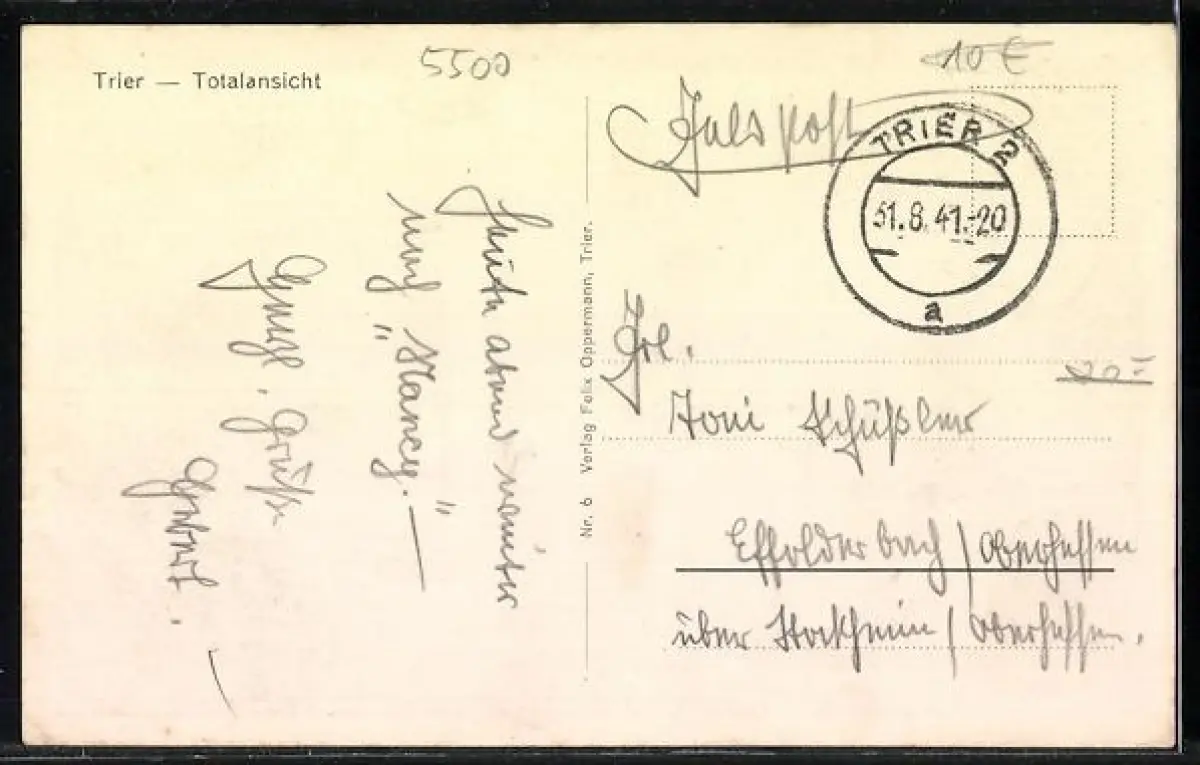 Trier — Totalansicht
5500
10 €
Feldpost
TRIER 2
31.8.41.-20
a
Heute abend weiter
nach "Nancy." —
Herzl. Grüße
Nr. 6 Verlag Felix Oppermann, Trier.
Frl.
Toni Schüßler
Effolderbach / Oberhessen
über Stockheim / Oberhessen.